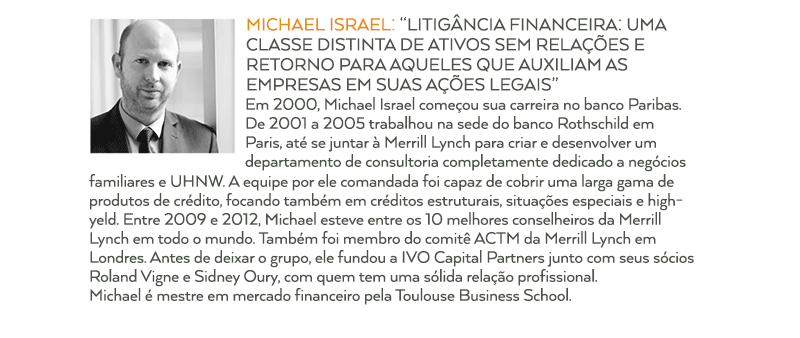 MICHAEL ISRAEL: “LITIGÂNCIA FINANCEIRA: UMA
CLASSE DISTINTA DE ATIVOS SEM RELAÇÕES E
RETORNO PARA AQUELES QUE AUXILIAM AS
EMPRESAS EM SUAS AÇÕES LEGAIS”
Em 2000, Michael Israel começou sua carreira no banco Paribas.
De 2001 a 2005 trabalhou na sede do banco Rothschild em
Paris, até se juntar à Merrill Lynch para criar e desenvolver um
departamento de consultoria completamente dedicado a negócios
familiares e UHNW. A equipe por ele comandada foi capaz de cobrir uma larga gama de
produtos de crédito, focando também em créditos estruturais, situações especiais e high-
yeld. Entre 2009 e 2012, Michael esteve entre os 10 melhores conselheiros da Merrill
Lynch em todo o mundo. Também foi membro do comitê ACTM da Merrill Lynch em
Londres. Antes de deixar o grupo, ele fundou a IVO Capital Partners junto com seus sócios
Roland Vigne e Sidney Oury, com quem tem uma sólida relação profissional.
Michael é mestre em mercado financeiro pela Toulouse Business School.